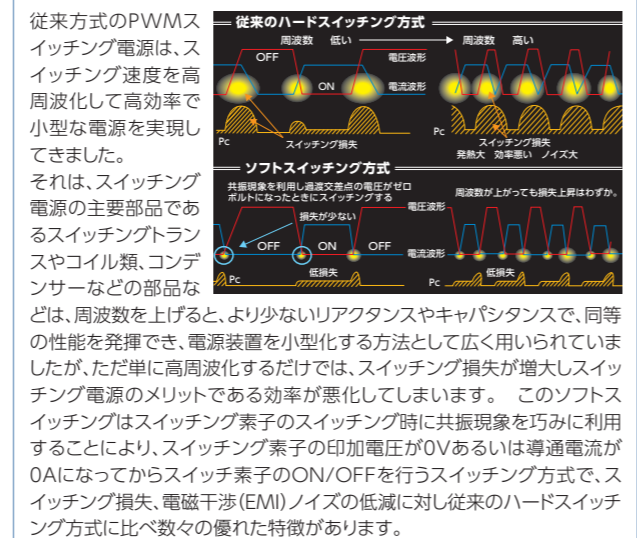 従来方式のPWMス
イッチング電源は、ス
イッチング速度を高
周波化して高効率で
小型な電源を実現し
てきました。
それは、スイッチング
電源の主要部品であ
るスイッチングトラン
スやコイル類、コンデ
ンサーなどの部品な
どは、周波数を上げると、より少ないリアクタンスやキャパシタンスで、同等
の性能を発揮でき、電源装置を小型化する方法として広く用いられていま
したが、ただ単に高周波化するだけでは、スイッチング損失が増大しスイッ
チング電源のメリットである効率が悪化してしまいます。 このソフトス
イッチングはスイッチング素子のスイッチング時に共振現象を巧みに利用
することにより、スイッチング素子の印加電圧が0Vあるいは導通電流が
0AになってからスイッチO素子のON/OFFを行うスイッチング方式で、ス
イッチング損失、電磁干渉(EMI)ノイズの低減に対し従来のハードスイッチ
ング方式に比べ数々の優れた特徴があります。
従来のハードスイッチング方式
周波数 低い
周波数 高い
OFF
電圧波形
ON
電流波形
Pc
スイッチング損失
Pc
スイッチング損失
発熱大 効率悪い ノイズ大
ソフトスイッチング方式
共振現象を利用し過渡交差点の電圧がゼロ
ボルトになったときにスイッチングする
周波数が上がっても損失上昇はわずか。
電圧波形
損失が少ない
OFF
ON
OFF
電流波形
Pc
低損失
Pc
低損失